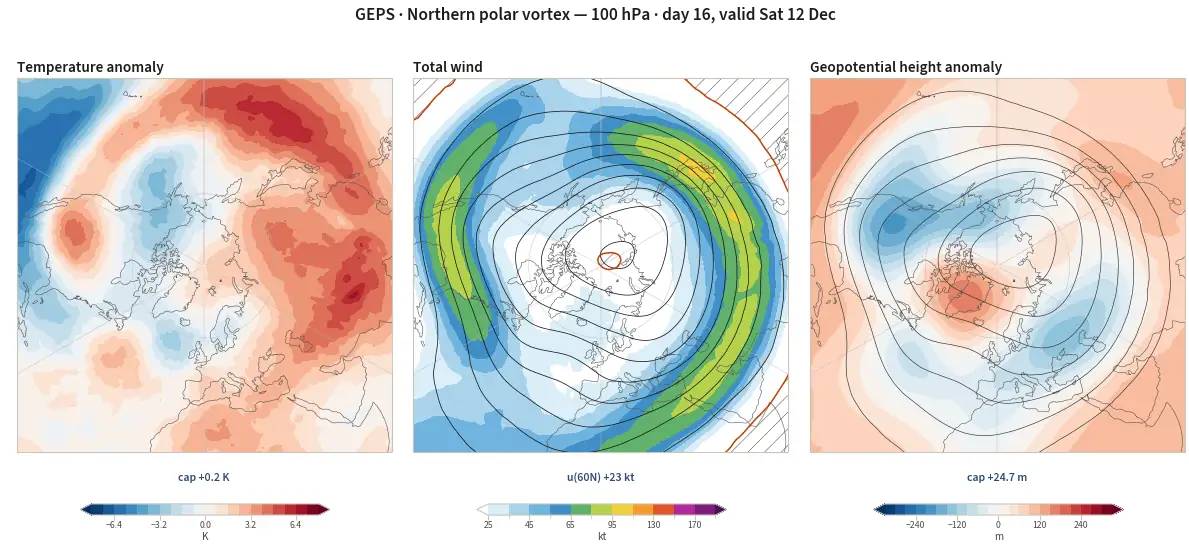 GEPS · Northern polar vortex — 100 hPa · day 16, valid Sat 12 Dec
Temperature anomaly
Total wind
Geopotential height anomaly
cap +0.2 K
u(60N) +23 kt
cap +24.7 m
−6.4 −3.2 0.0 3.2 6.4
K
25 45 65 95 130 170
kt
−240 −120 0 120 240
m